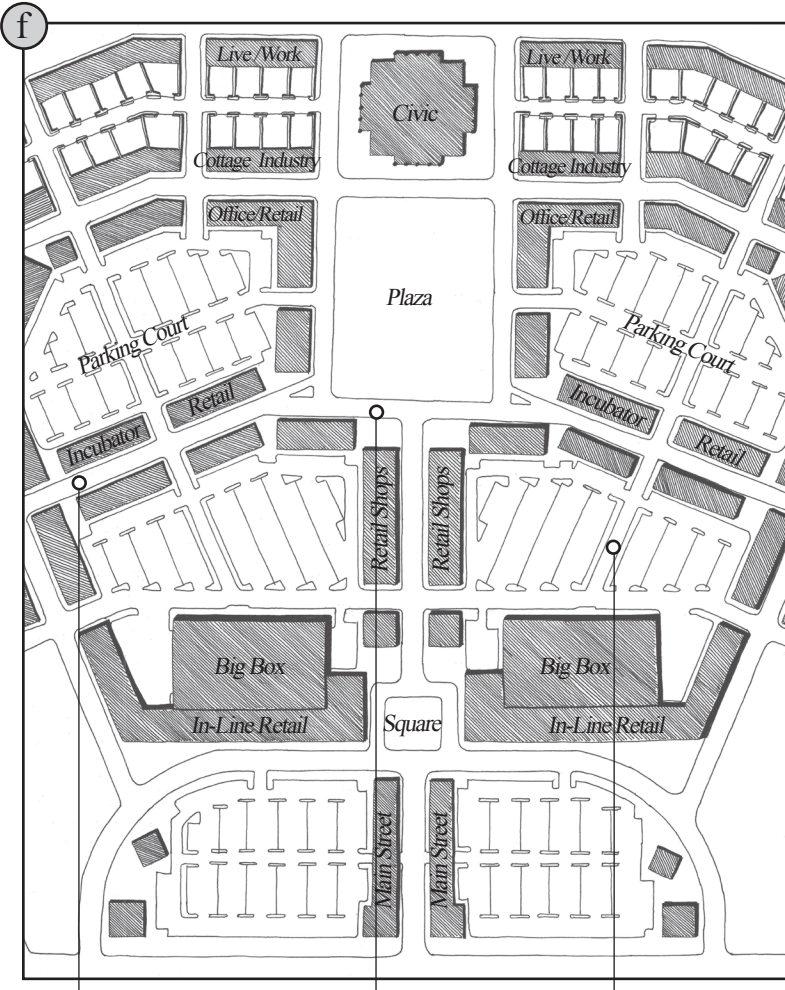 f
Live /Work
Live /Work
Civic
Cottage Industry
Cottage Industry
Office/Retail
Office/Retail
Plaza
Parking Court
Parking Court
Retail
Incubator
Incubator
Retail
Retail Shops
Retail Shops
Big Box
Big Box
In-Line Retail
Square
In-Line Retail
Main Street
Main Street